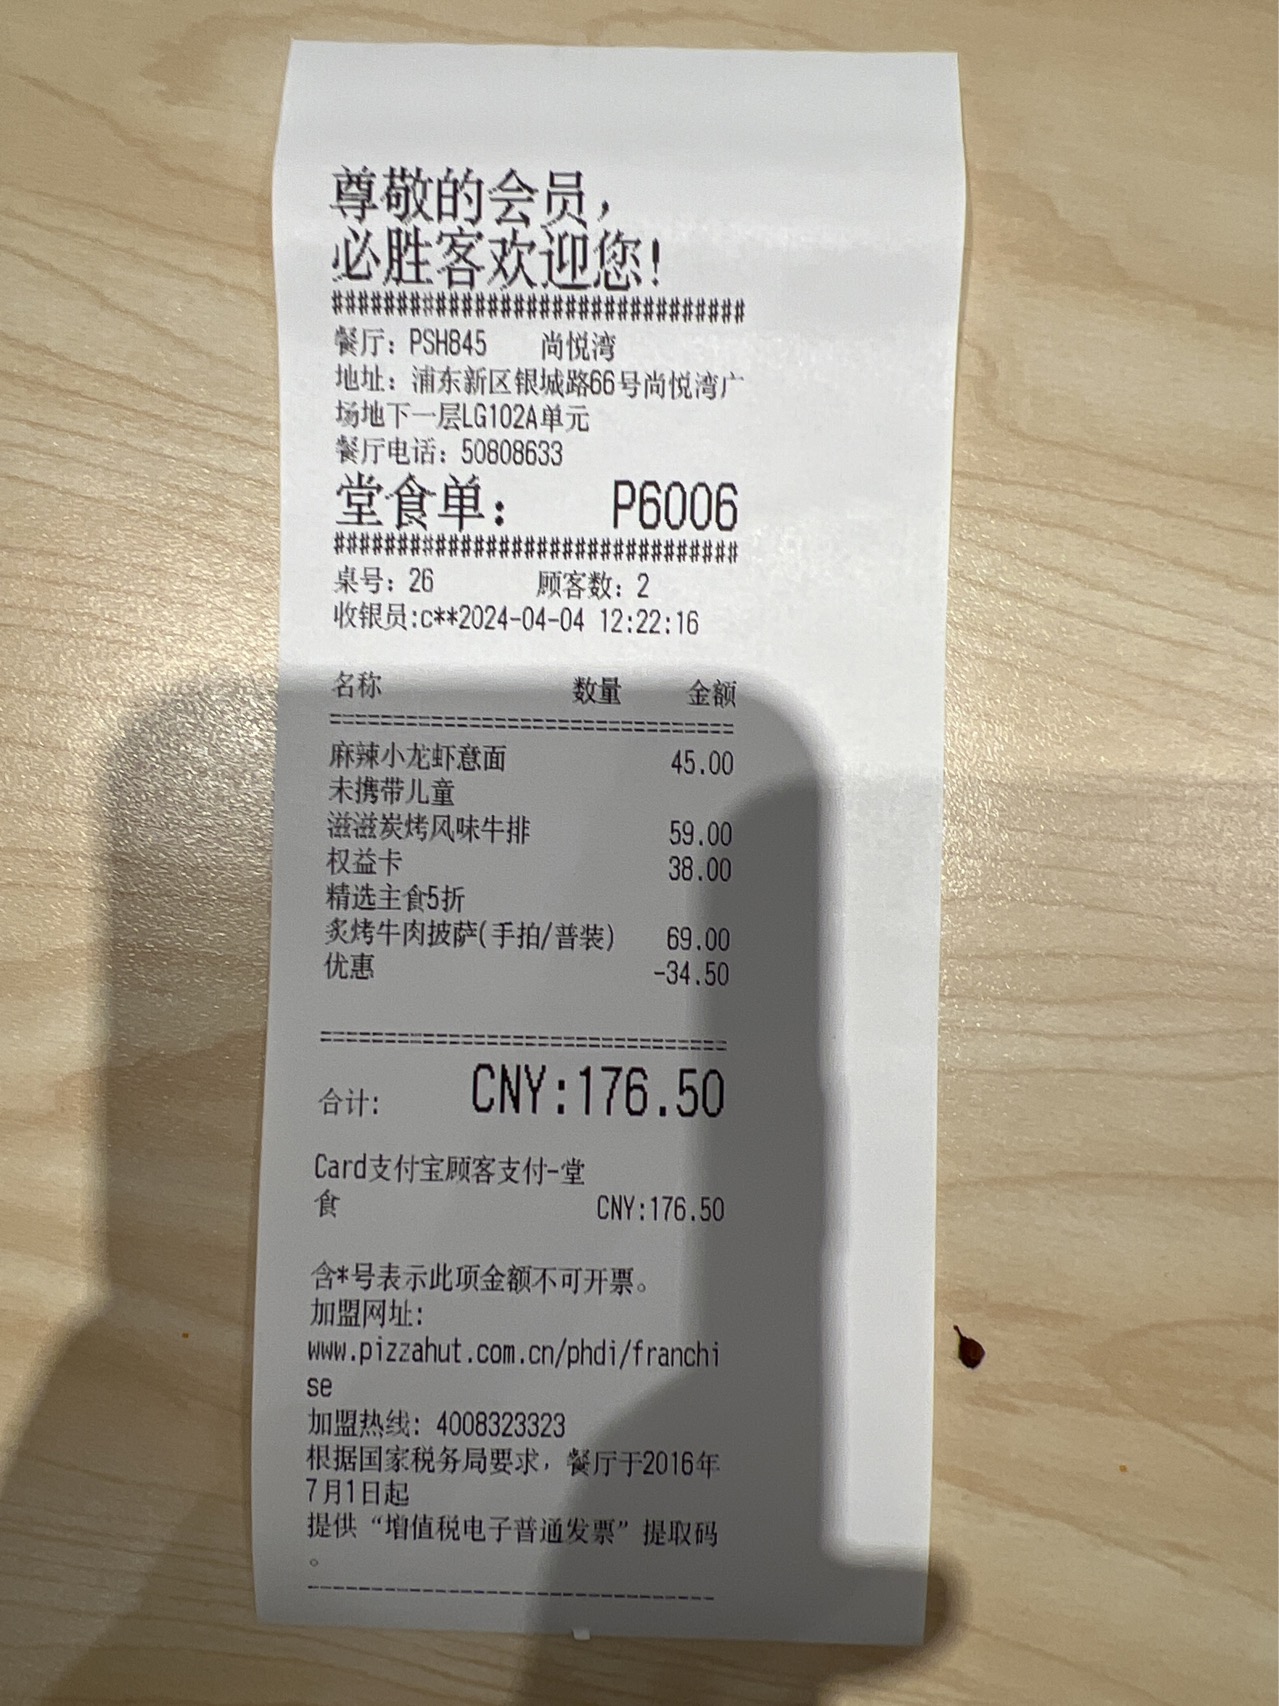 尊敬的会员，
必胜客欢迎您!
################################
餐厅：PSH845 尚悦湾
地址：浦东新区银城路66号尚悦湾广
场地下一层LG102A单元
餐厅电话：50808633
堂食单： P6006
################################
桌号：26 顾客数：2
收银员:c**2024-04-04 12:22:16
名称 数量 金额
================================
麻辣小龙虾意面 45.00
未携带儿童
滋滋炭烤风味牛排 59.00
权益卡 38.00
精选主食5折
炙烤牛肉披萨(手拍/普装) 69.00
优惠 -34.50
================================
合计: CNY:176.50
Card支付宝顾客支付-堂
食 CNY:176.50
含*号表示此项金额不可开票。
加盟网址:
www.pizzahut.com.cn/phdi/franchi
se
加盟热线: 4008323323
根据国家税务局要求，餐厅于2016年
7月1日起
提供“增值税电子普通发票”提取码
。
--------------------------------